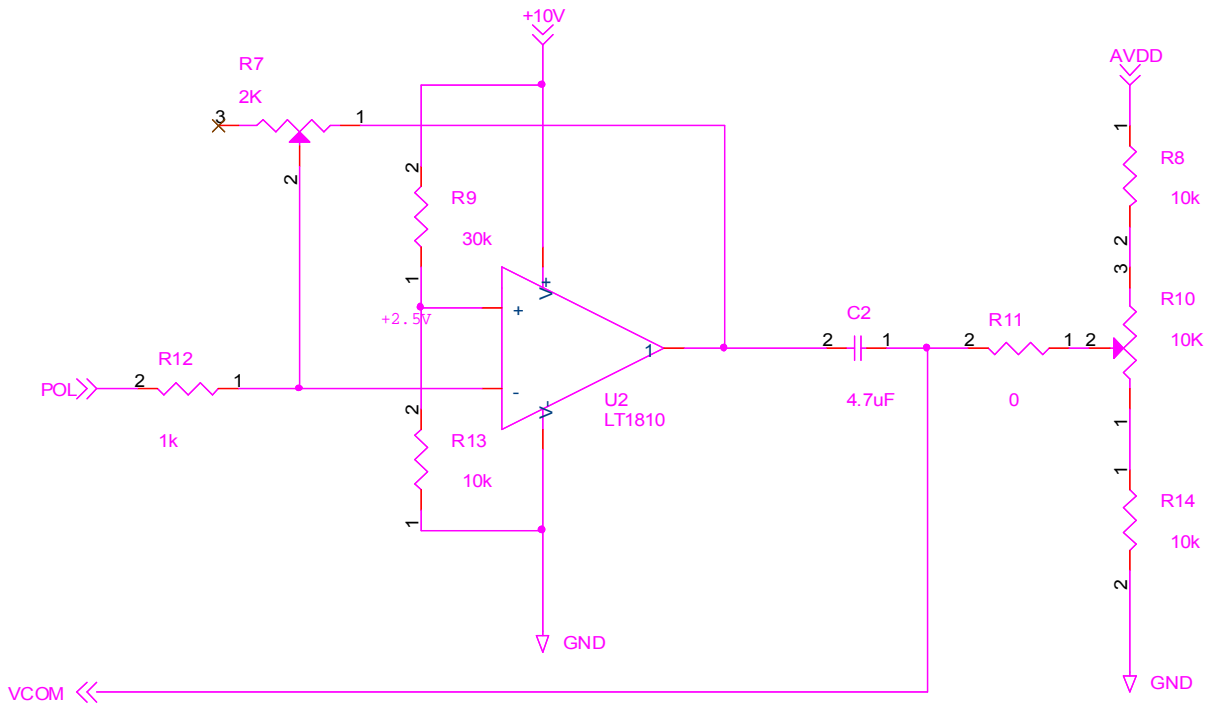 +10V
R7
2K
3
1
2
AVDD
1
R8
10k
2
2
R9
30k
1
3
R10
10K
2
1
+
V+
+2.5V
-
V-
1
U2
LT1810
C2
2
1
4.7uF
R11
2
1
0
R12
POL
2
1
1k
2
R13
10k
1
1
R14
10k
2
GND
GND
VCOM